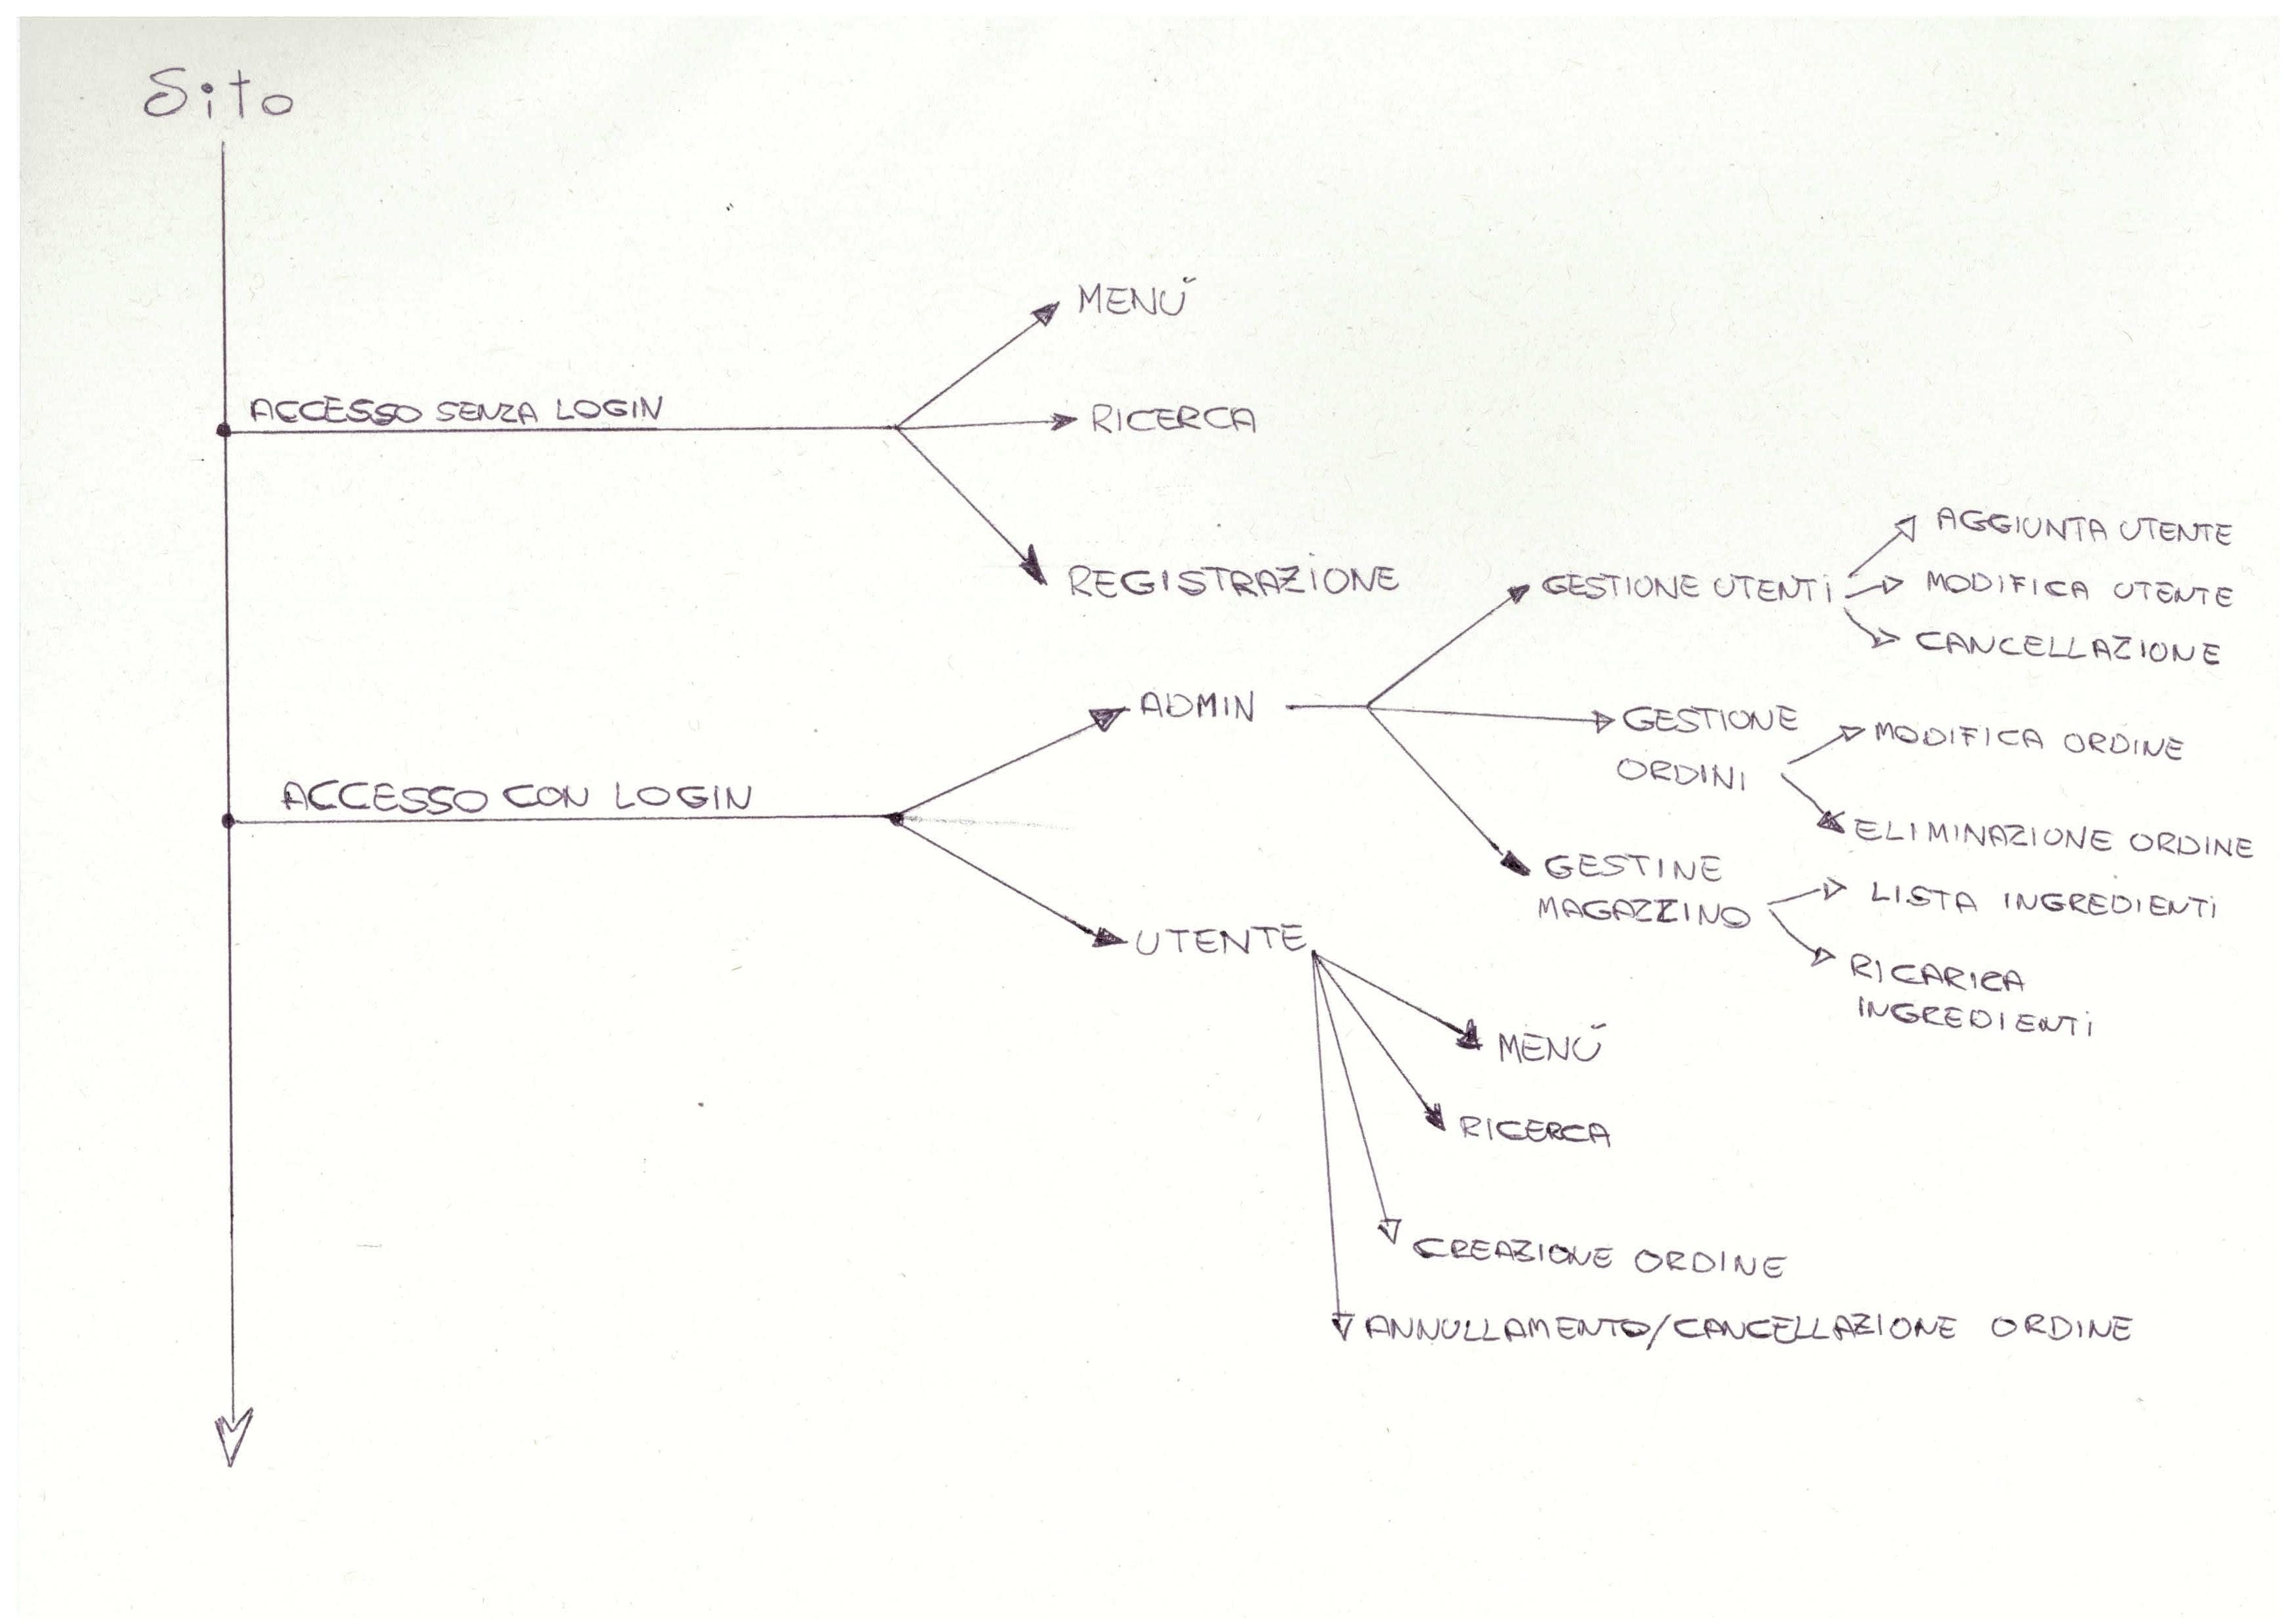 Sito
MENÚ
ACCESSO SENZA LOGIN
RICERCA
REGISTRAZIONE
ACCESSO CON LOGIN
ADMIN
GESTIONE UTENTI
AGGIUNTA UTENTE
MODIFICA UTENTE
CANCELLAZIONE
GESTIONE
ORDINI
MODIFICA ORDINE
ELIMINAZIONE ORDINE
GESTINE
MAGAZZINO
LISTA INGREDIENTI
RICARICA
INGREDIENTI
UTENTE
MENÚ
RICERCA
CREAZIONE ORDINE
ANNULLAMENTO/CANCELLAZIONE ORDINE